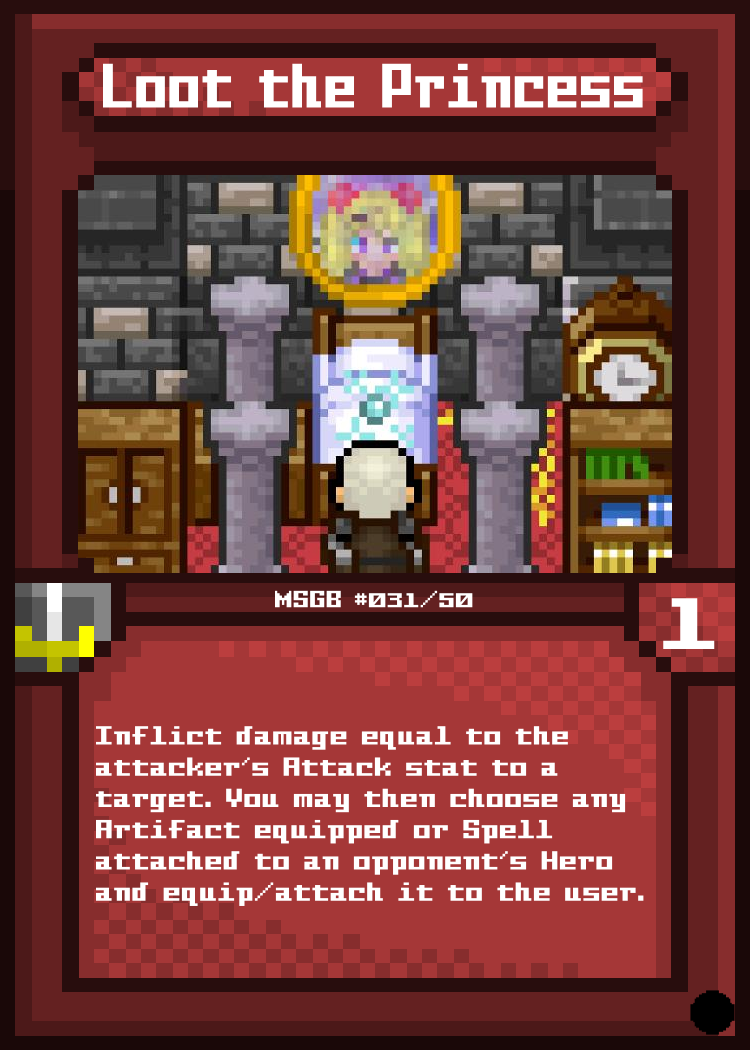 Loot the Princess
MSGB #031/50
1
Inflict damage equal to the
attacker's Attack stat to a
target. You may then choose any
Artifact equipped or Spell
attached to an opponent's Hero
and equip/attach it to the user.